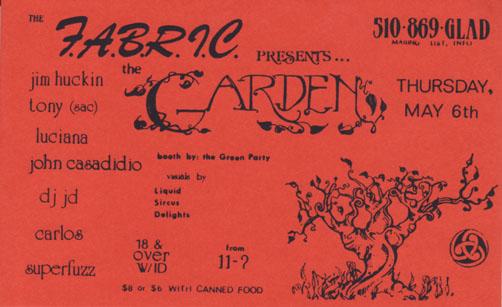 THE
F.A.B.R.I.C.
PRESENTS...
510·869·GLAD
MAILING LIST, INFO
the
GARDEN
THURSDAY,
MAY 6th
jim huckin
tony (sac)
luciana
john casadidio
dj jd
carlos
superfuzz
booth by: the Green Party
visuals by
Liquid
Sircus
Delights
18 &
OVER
W/ID
from
11-?
$8 or $6 W/(1) CANNED FOOD